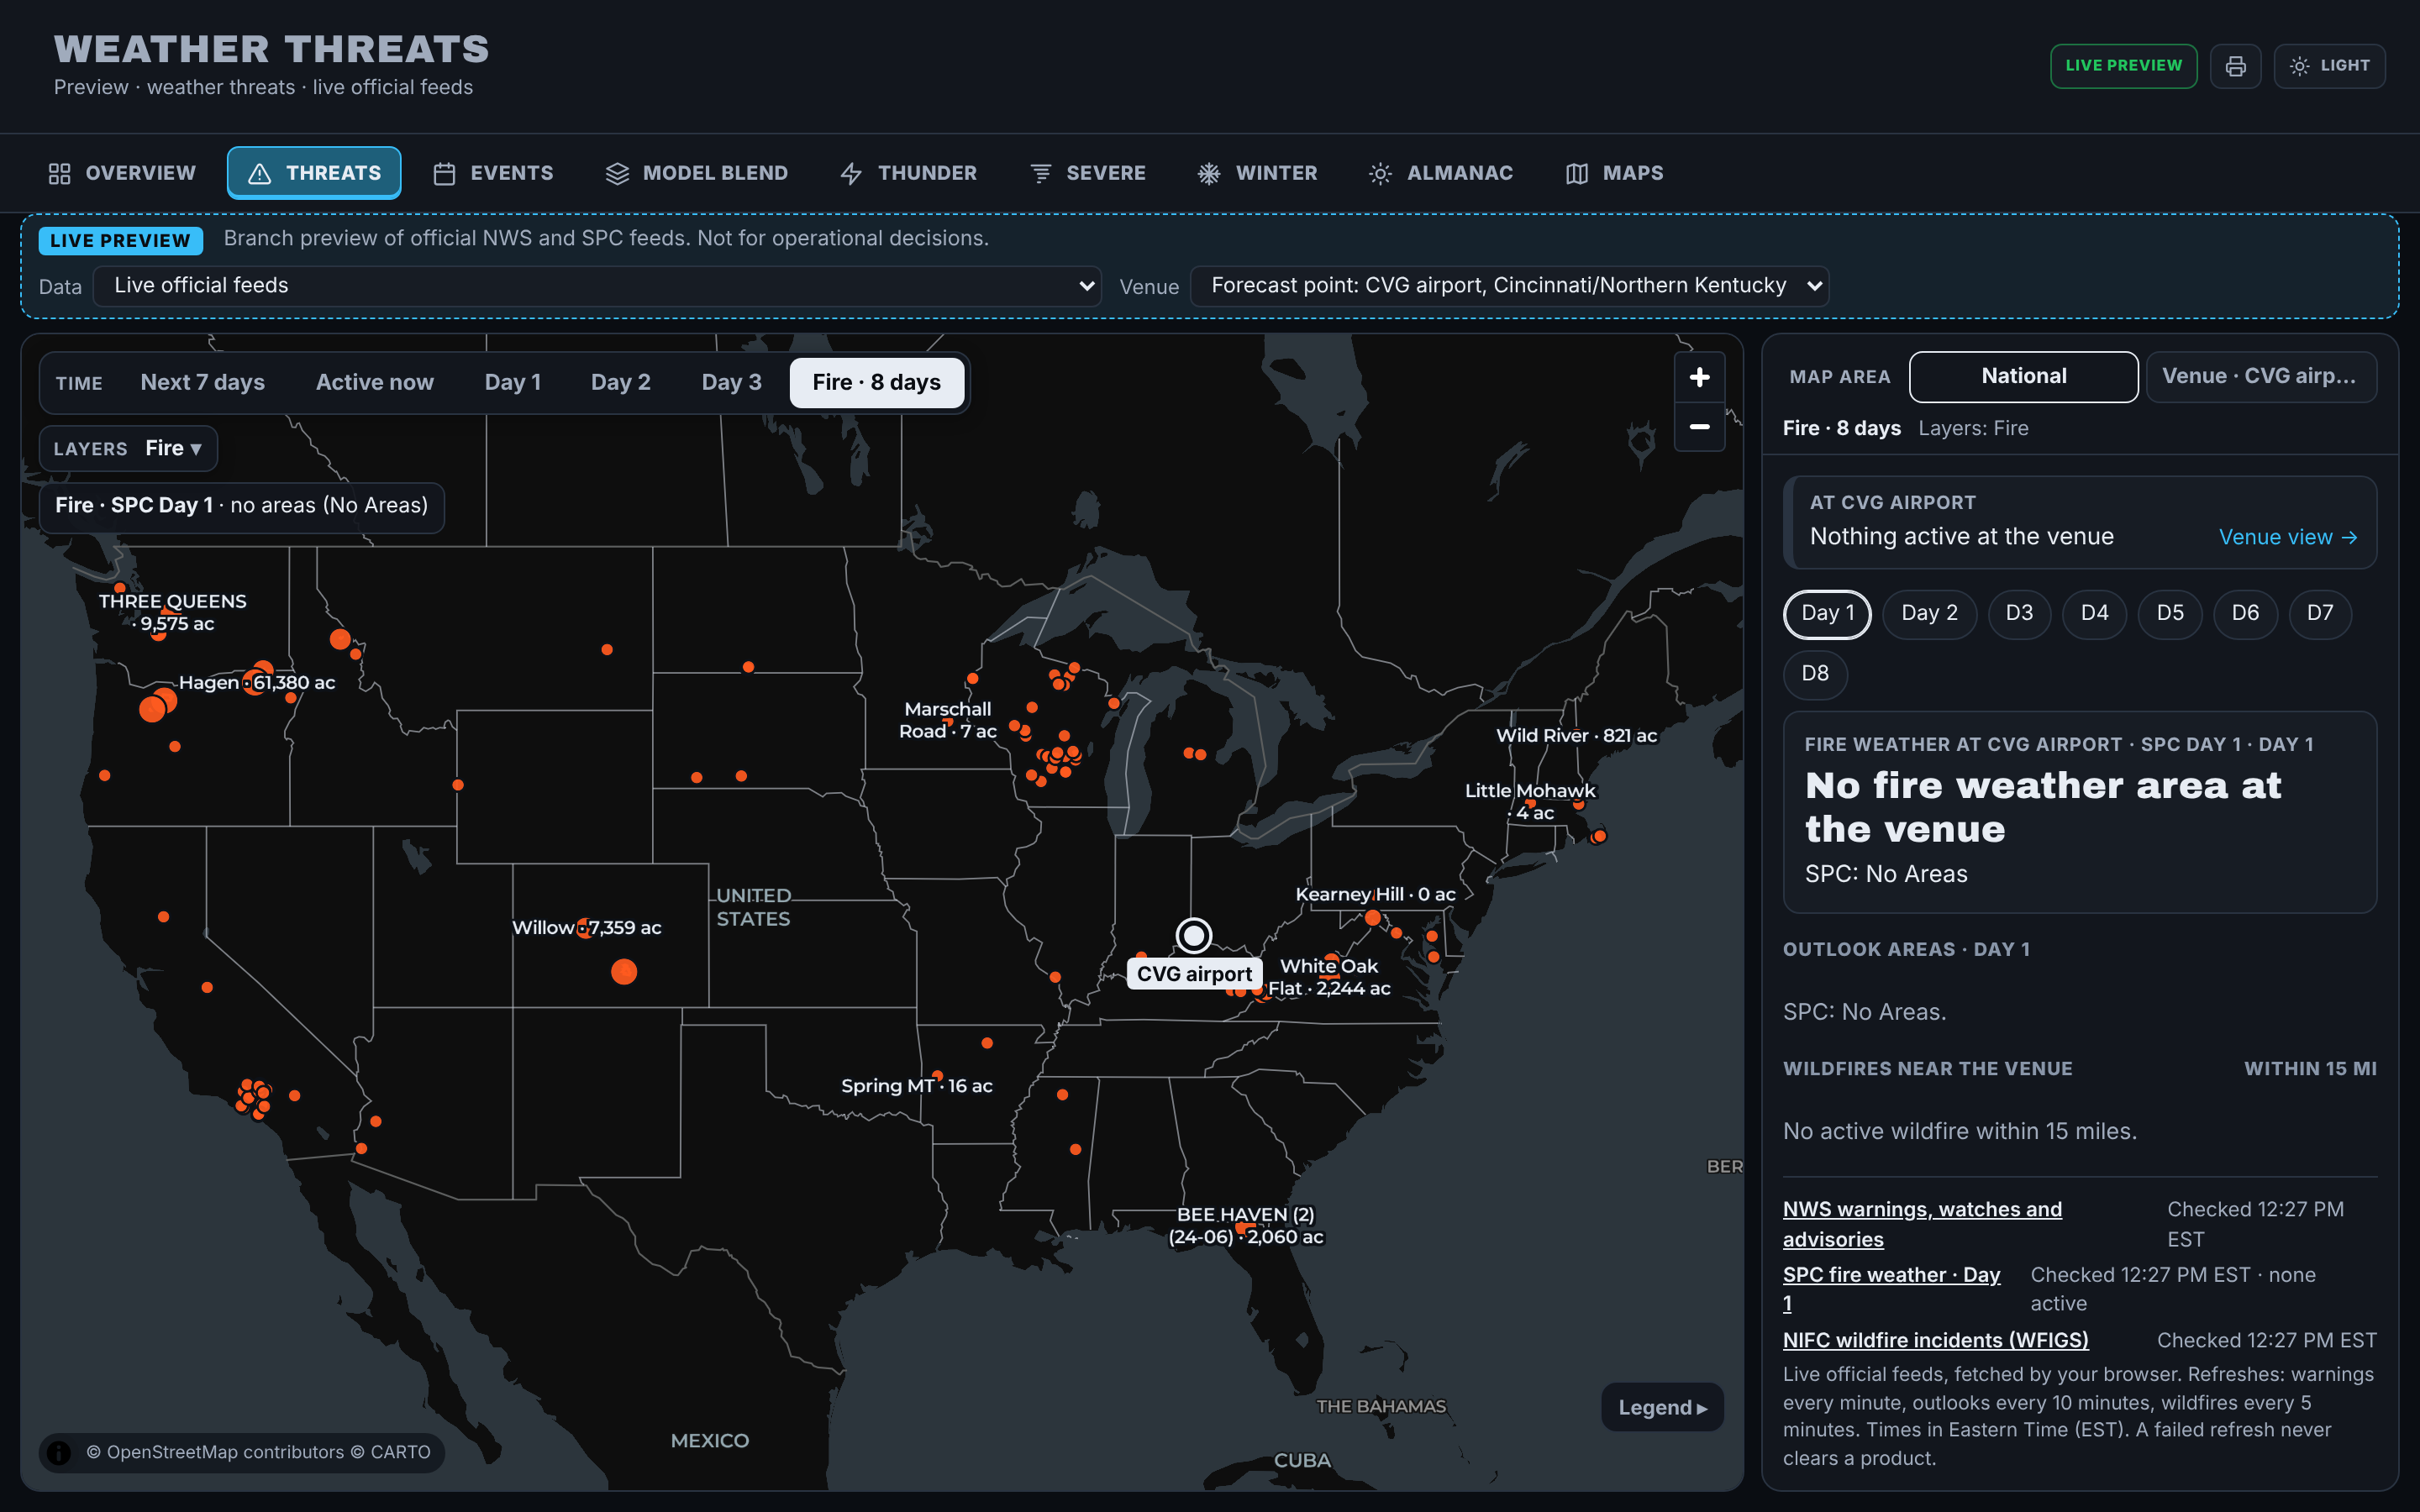 WEATHER THREATS
Preview · weather threats · live official feeds
LIVE PREVIEW
LIGHT
OVERVIEW
THREATS
EVENTS
MODEL BLEND
THUNDER
SEVERE
WINTER
ALMANAC
MAPS
LIVE PREVIEW Branch preview of official NWS and SPC feeds. Not for operational decisions.
Data Live official feeds
Venue Forecast point: CVG airport, Cincinnati/Northern Kentucky
TIME Next 7 days Active now Day 1 Day 2 Day 3 Fire · 8 days
LAYERS Fire ▾
Fire · SPC Day 1 · no areas (No Areas)
+
−
THREE QUEENS
· 9,575 ac
Hagen · 61,380 ac
Marschall
Road · 7 ac
Wild River · 821 ac
Little Mohawk
· 4 ac
Kearney Hill · 0 ac
UNITED
STATES
Willow · 7,359 ac
CVG airport
White Oak
Flat · 2,244 ac
Spring MT · 16 ac
BER
BEE HAVEN (2)
(24-06) · 2,060 ac
THE BAHAMAS
MEXICO
CUBA
Legend ▸
© OpenStreetMap contributors © CARTO
MAP AREA National Venue · CVG airp...
Fire · 8 days Layers: Fire
AT CVG AIRPORT
Nothing active at the venue Venue view →
Day 1 Day 2 D3 D4 D5 D6 D7
D8
FIRE WEATHER AT CVG AIRPORT · SPC DAY 1 · DAY 1
No fire weather area at
the venue
SPC: No Areas
OUTLOOK AREAS · DAY 1
SPC: No Areas.
WILDFIRES NEAR THE VENUE WITHIN 15 MI
No active wildfire within 15 miles.
NWS warnings, watches and
advisories
Checked 12:27 PM
EST
SPC fire weather · Day
1
Checked 12:27 PM EST · none
active
NIFC wildfire incidents (WFIGS) Checked 12:27 PM EST
Live official feeds, fetched by your browser. Refreshes: warnings
every minute, outlooks every 10 minutes, wildfires every 5
minutes. Times in Eastern Time (EST). A failed refresh never
clears a product.